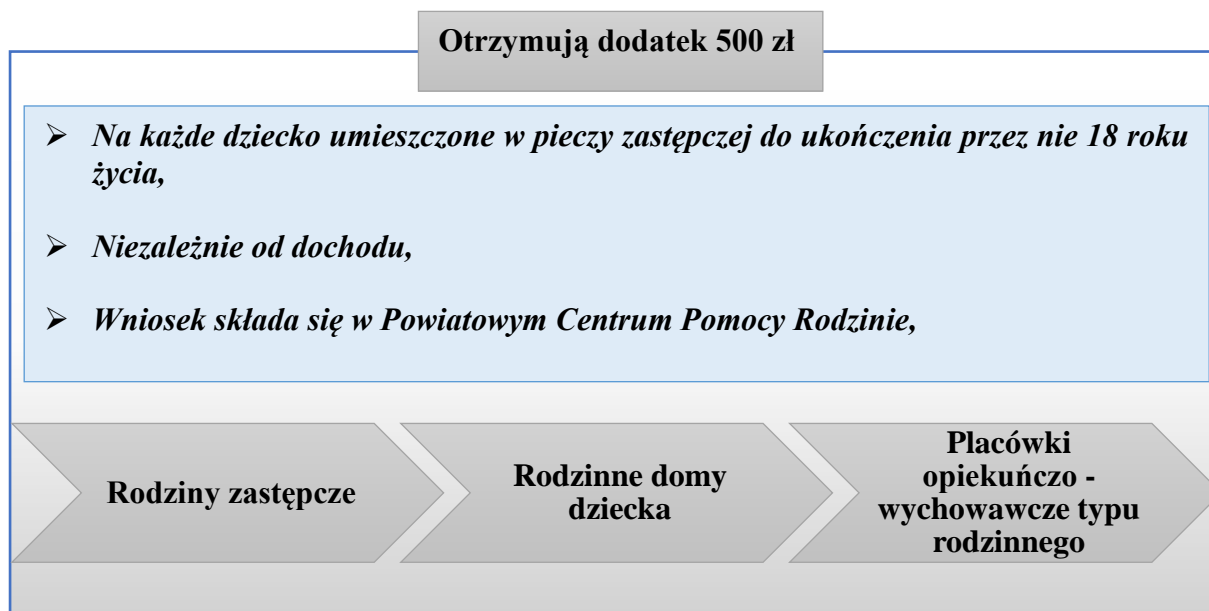 Otrzymują dodatek 500 zł
➢ Na każde dziecko umieszczone w pieczy zastępczej do ukończenia przez nie 18 roku
życia,
➢ Niezależnie od dochodu,
➢ Wniosek składa się w Powiatowym Centrum Pomocy Rodzinie,
Rodziny zastępcze
Rodzinne domy
dziecka
Placówki
opiekuńczo -
wychowawcze typu
rodzinnego